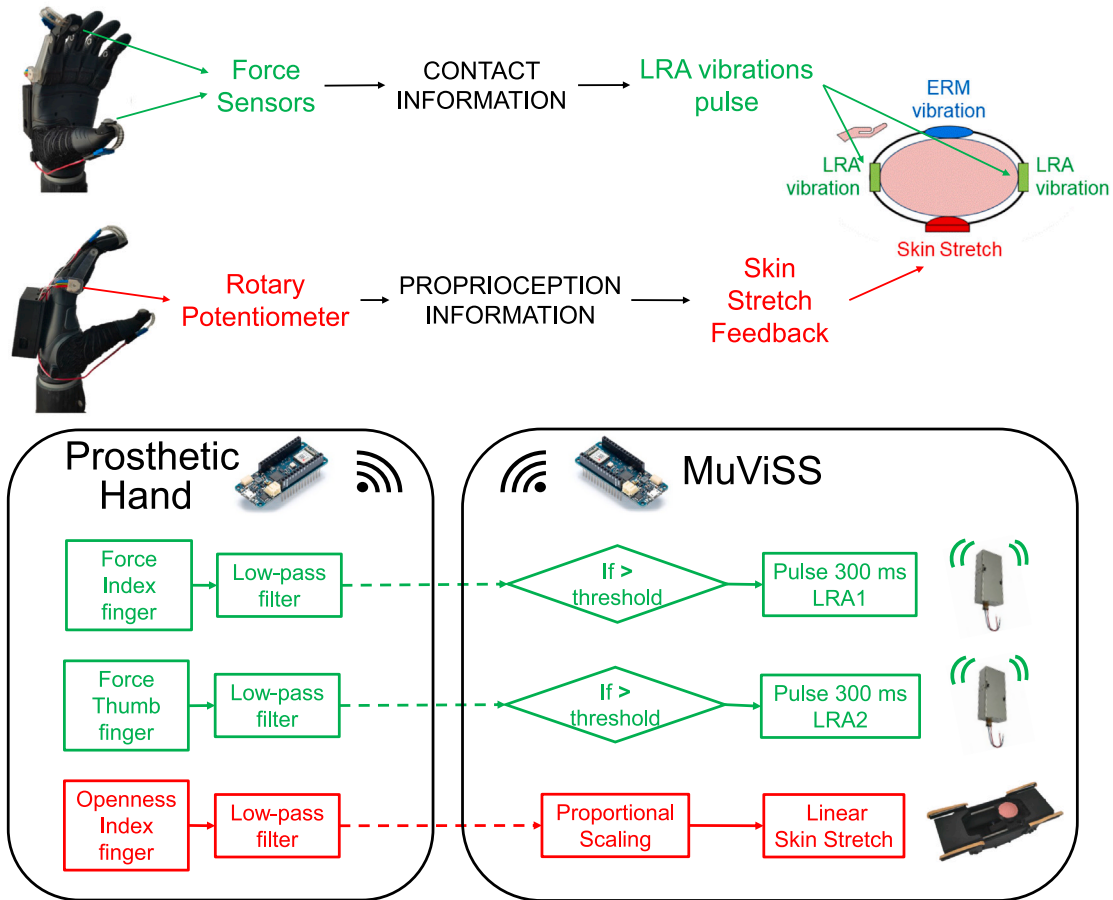 Force
Sensors
CONTACT
INFORMATION
LRA vibrations
pulse
ERM
vibration
LRA
vibration
LRA
vibration
Skin Stretch
Rotary
Potentiometer
PROPRIOCEPTION
INFORMATION
Skin
Stretch
Feedback
Prosthetic
Hand
MuViSS
Force
Index
finger
Low-pass
filter
If >
threshold
Pulse 300 ms
LRA1
Force
Thumb
finger
Low-pass
filter
If >
threshold
Pulse 300 ms
LRA2
Openness
Index
finger
Low-pass
filter
Proportional
Scaling
Linear
Skin Stretch